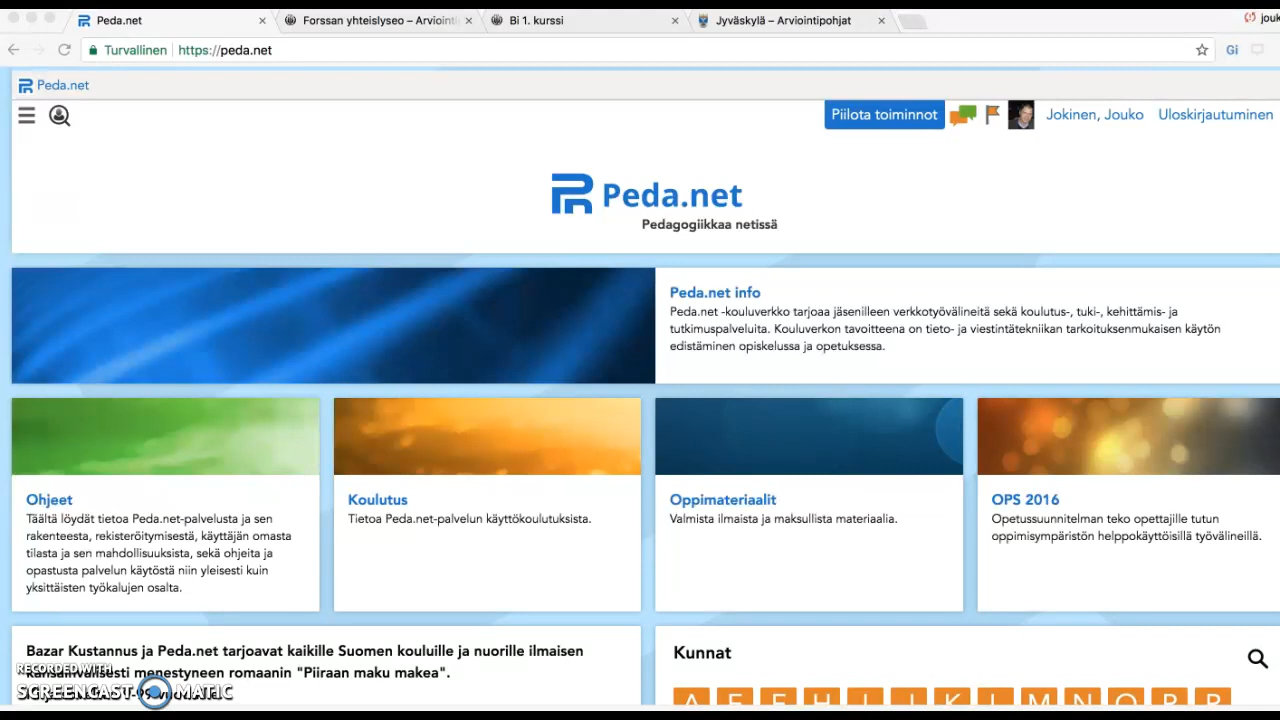 Peda.net
Forssan yhteislyseo – Arviointi
Bi 1. kurssi
Jyväskylä – Arviointipohjat
jouk
Turvallinen
https://peda.net
Gi
Peda.net
Piilota toiminnot
Jokinen, Jouko
Uloskirjautuminen
Peda.net
Pedagogiikkaa netissä
Peda.net info
Peda.net -kouluverkko tarjoaa jäsenilleen verkkotyövälineitä sekä koulutus-, tuki-, kehittämis- ja
tutkimuspalveluita. Kouluverkon tavoitteena on tieto- ja viestintätekniikan tarkoituksenmukaisen käytön
edistäminen opiskelussa ja opetuksessa.
Ohjeet
Täältä löydät tietoa Peda.net-palvelusta ja sen
rakenteesta, rekisteröitymisestä, käyttäjän omasta
tilasta ja sen mahdollisuuksista, sekä ohjeita ja
opastusta palvelun käytöstä niin yleisesti kuin
yksittäisten työkalujen osalta.
Koulutus
Tietoa Peda.net-palvelun käyttökoulutuksista.
Oppimateriaalit
Valmista ilmaista ja maksullista materiaalia.
OPS 2016
Opetussuunnitelman teko opettajille tutun
oppimisympäristön helppokäyttöisillä työvälineillä.
Bazar Kustannus ja Peda.net tarjoavat kaikille Suomen kouluille ja nuorille ilmaisen
kansainvälisesti menestyneen romaanin "Piiraan maku makea".
RECORDED WITH
SCREENCAST MATIC
Kunnat
A E F H I J K L M N O P R